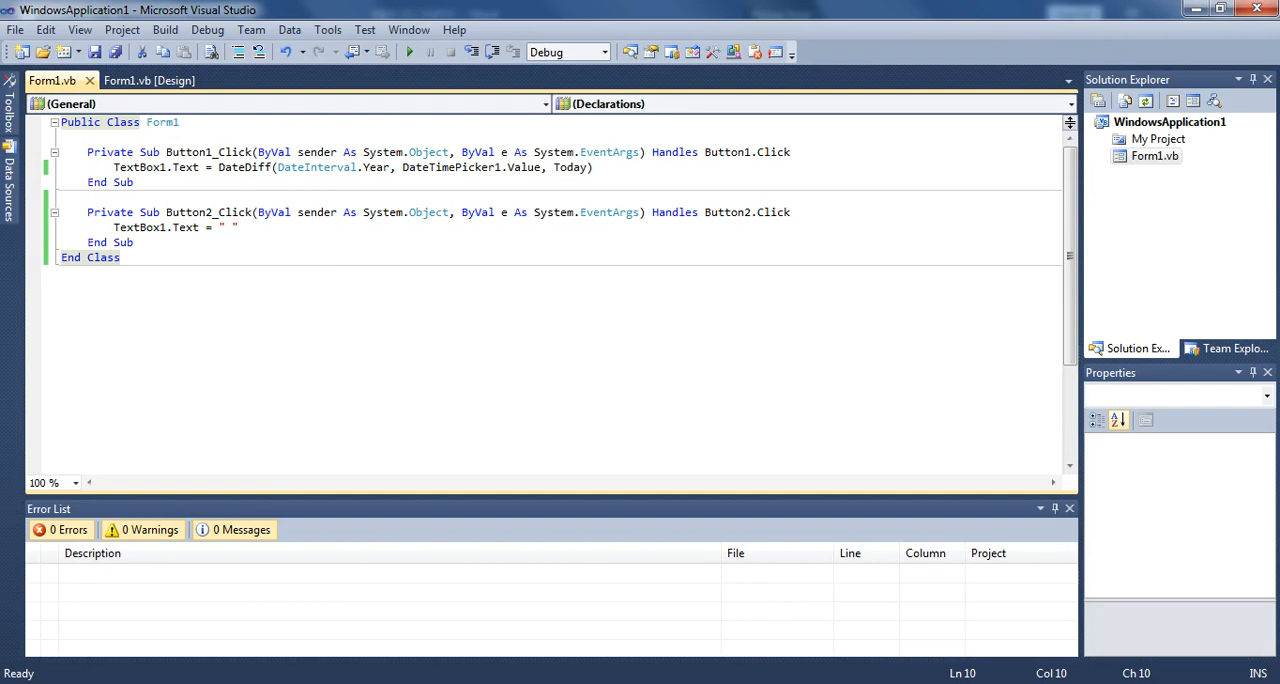 WindowsApplication1 - Microsoft Visual Studio
File Edit View Project Build Debug Team Data Tools Test Window Help
Debug
Form1.vb Form1.vb [Design]
(General) (Declarations)
Public Class Form1
Private Sub Button1_Click(ByVal sender As System.Object, ByVal e As System.EventArgs) Handles Button1.Click
TextBox1.Text = DateDiff(DateInterval.Year, DateTimePicker1.Value, Today)
End Sub
Private Sub Button2_Click(ByVal sender As System.Object, ByVal e As System.EventArgs) Handles Button2.Click
TextBox1.Text = " "
End Sub
End Class
100 %
Toolbox
Data Sources
Solution Explorer
WindowsApplication1
My Project
Form1.vb
Solution Ex... Team Explo...
Properties
Error List
0 Errors 0 Warnings 0 Messages
Description File Line Column Project
Ready Ln 10 Col 10 Ch 10 INS